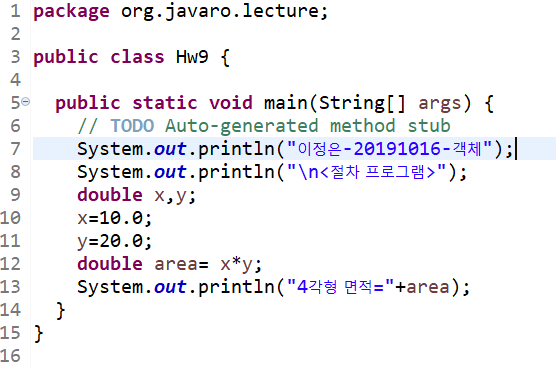 1 package org.javaro.lecture;
2
3 public class Hw9 {
4
5 public static void main(String[] args) {
6 // TODO Auto-generated method stub
7 System.out.println("이정은-20191016-객체");
8 System.out.println("\n<절차 프로그램>");
9 double x,y;
10 x=10.0;
11 y=20.0;
12 double area= x*y;
13 System.out.println("4각형 면적="+area);
14 }
15 }
16